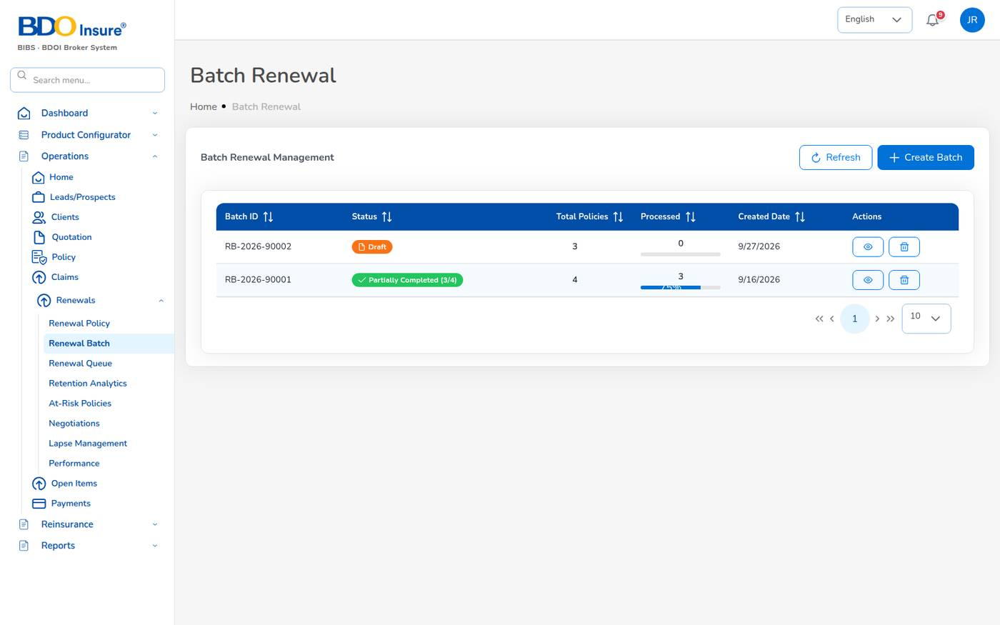 BDO Insure®
BIBS · BDOI Broker System
Search menu...
Dashboard
Product Configurator
Operations
Home
Leads/Prospects
Clients
Quotation
Policy
Claims
Renewals
Renewal Policy
Renewal Batch
Renewal Queue
Retention Analytics
At-Risk Policies
Negotiations
Lapse Management
Performance
Open Items
Payments
Reinsurance
Reports
English
9
JR
Batch Renewal
Home • Batch Renewal
Batch Renewal Management
Refresh
Create Batch
Batch ID Status Total Policies Processed Created Date Actions
RB-2026-90002 Draft 3 0 9/27/2026
RB-2026-90001 Partially Completed (3/4) 4 3 9/16/2026
75%
1
10